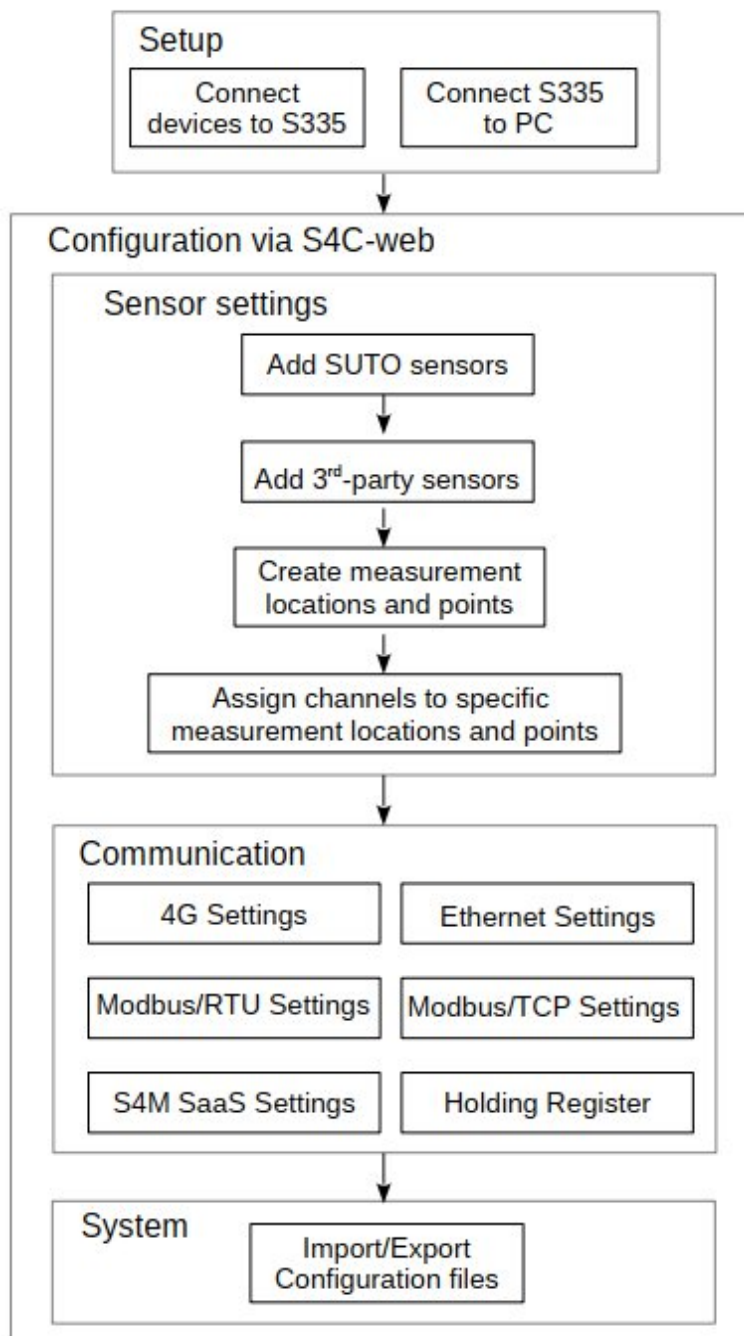 Setup
Connect
devices to S335
Connect S335
to PC
Configuration via S4C-web
Sensor settings
Add SUTO sensors
Add 3rd-party sensors
Create measurement
locations and points
Assign channels to specific
measurement locations and points
Communication
4G Settings
Ethernet Settings
Modbus/RTU Settings
Modbus/TCP Settings
S4M SaaS Settings
Holding Register
System
Import/Export
Configuration files